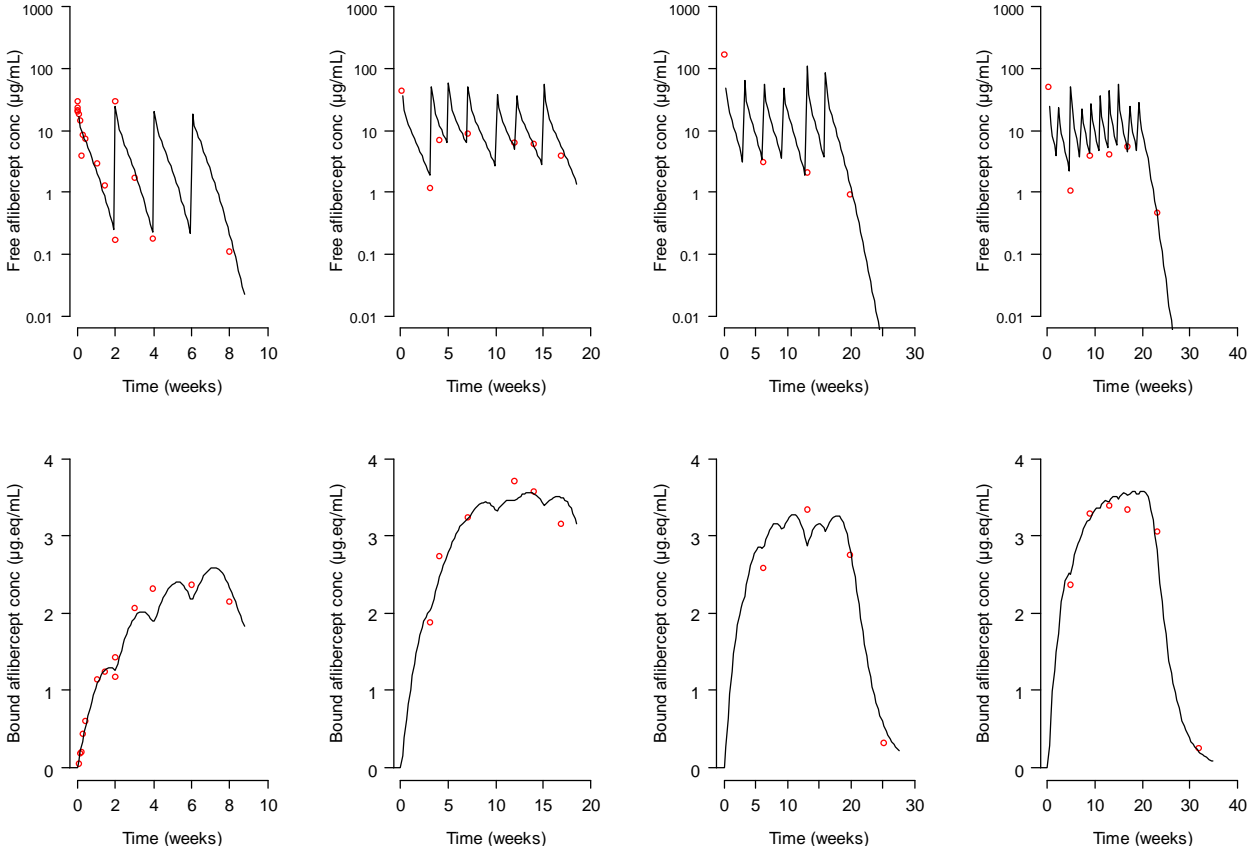 Free aflibercept conc (µg/mL)
1000
100
10
1
0.1
0.01
0 2 4 6 8 10
Time (weeks)
Free aflibercept conc (µg/mL)
1000
100
10
1
0.1
0.01
0 5 10 15 20
Time (weeks)
Free aflibercept conc (µg/mL)
1000
100
10
1
0.1
0.01
0 5 10 20 30
Time (weeks)
Free aflibercept conc (µg/mL)
1000
100
10
1
0.1
0.01
0 10 20 30 40
Time (weeks)
Bound aflibercept conc (µg.eq/mL)
4
3
2
1
0
0 2 4 6 8 10
Time (weeks)
Bound aflibercept conc (µg.eq/mL)
4
3
2
1
0
0 5 10 15 20
Time (weeks)
Bound aflibercept conc (µg.eq/mL)
4
3
2
1
0
0 5 10 20 30
Time (weeks)
Bound aflibercept conc (µg.eq/mL)
4
3
2
1
0
0 10 20 30 40
Time (weeks)